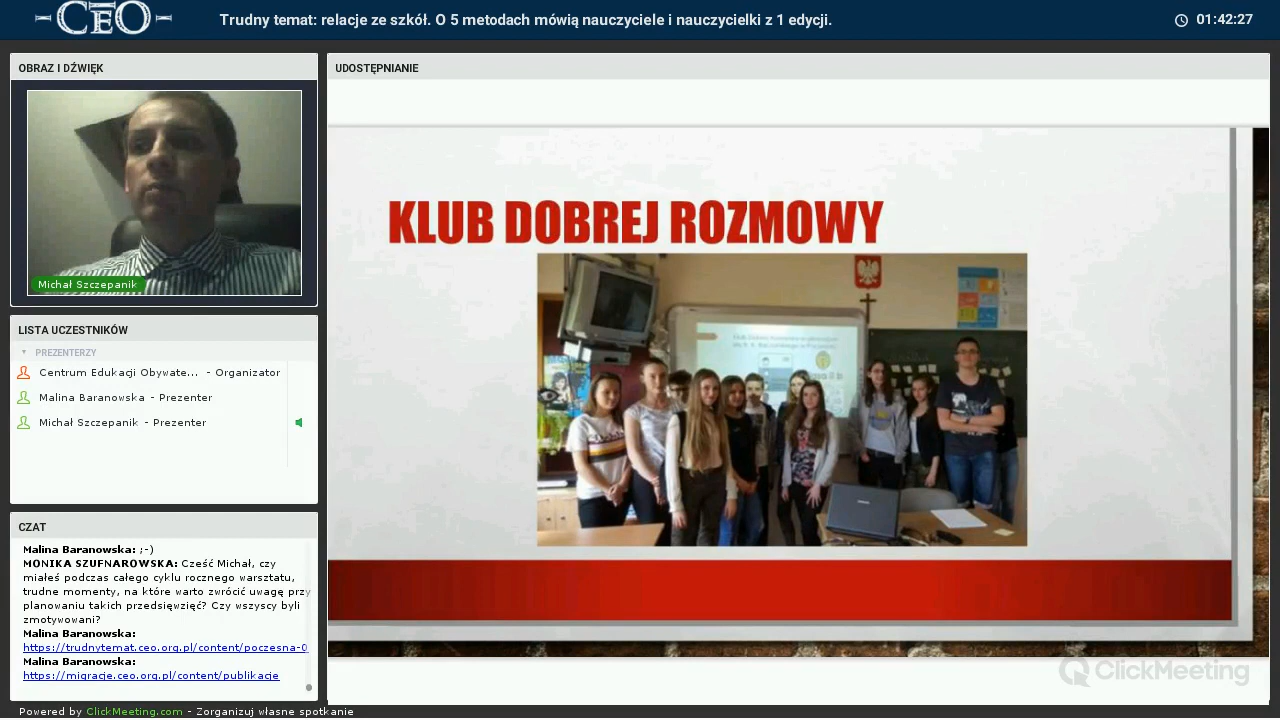 CEO
Trudny temat: relacje ze szkół. O 5 metodach mówią nauczyciele i nauczycielki z 1 edycji.
01:42:27
OBRAZ I DŹWIĘK
Michał Szczepanik
LISTA UCZESTNIKÓW
PREZENTERZY
Centrum Edukacji Obywate... - Organizator
Malina Baranowska - Prezenter
Michał Szczepanik - Prezenter
CZAT
Malina Baranowska: ;-)
MONIKA SZUFNAROWSKA: Cześć Michał, czy
miałeś podczas całego cyklu rocznego warsztatu,
trudne momenty, na które warto zwrócić uwagę przy
planowaniu takich przedsięwzięć? Czy wszyscy byli
zmotywowani?
Malina Baranowska:
https://trudnytemat.ceo.org.pl/content/poczesna-0
Malina Baranowska:
https://migracje.ceo.org.pl/content/publikacje
Powered by ClickMeeting.com - Zorganizuj własne spotkanie
UDOSTĘPNIANIE
KLUB DOBREJ ROZMOWY
ClickMeeting